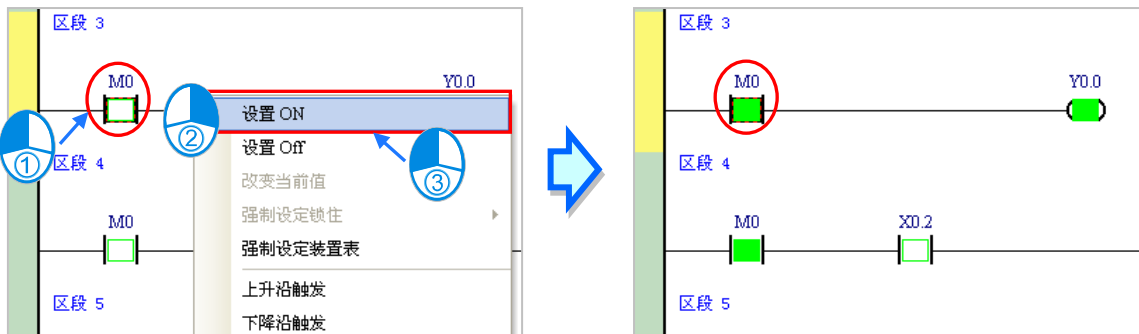 区段 3
M0
Y0.0
设置 ON
②
设置 Off
①
③
区段 4
改变当前值
强制设定锁住
M0
强制设定装置表
上升沿触发
区段 5
下降沿触发
区段 3
M0
Y0.0
区段 4
M0
X0.2
区段 5